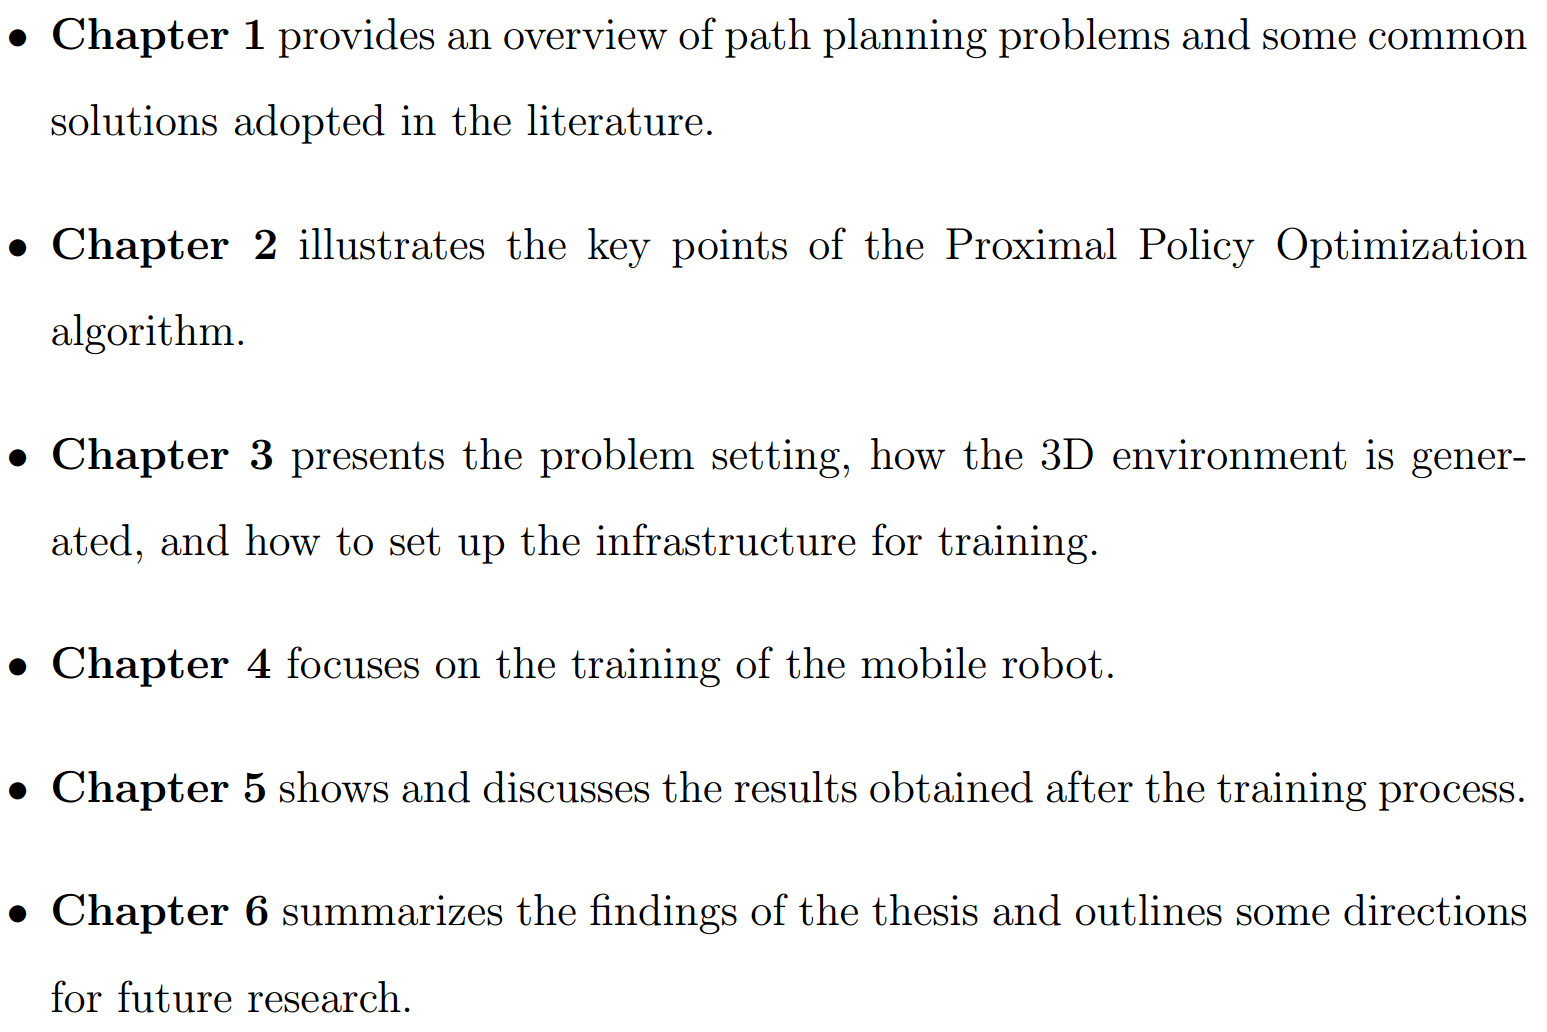 • Chapter 1 provides an overview of path planning problems and some common
solutions adopted in the literature.
• Chapter 2 illustrates the key points of the Proximal Policy Optimization
algorithm.
• Chapter 3 presents the problem setting, how the 3D environment is gener-
ated, and how to set up the infrastructure for training.
• Chapter 4 focuses on the training of the mobile robot.
• Chapter 5 shows and discusses the results obtained after the training process.
• Chapter 6 summarizes the findings of the thesis and outlines some directions
for future research.